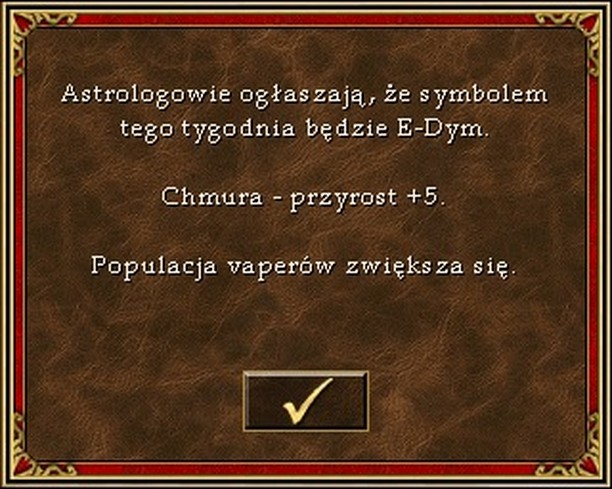 Astrologowie ogłaszają, że symbolem
tego tygodnia będzie E-Dym.
Chmura - przyrost +5.
Populacja vaperów zwiększa się.